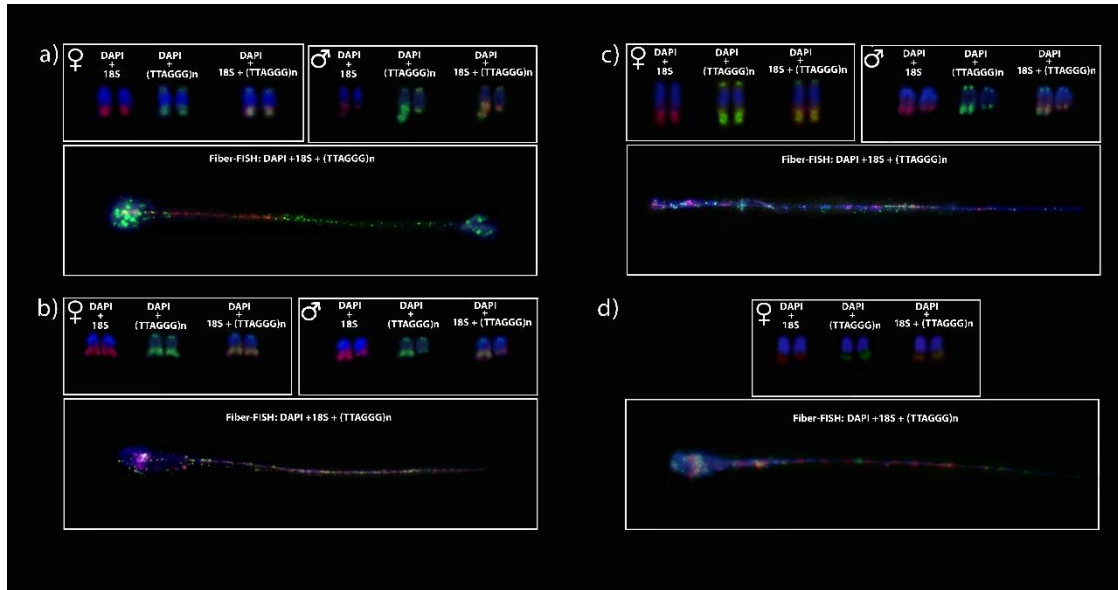 a)
♀
DAPI
+
18S
DAPI
+
(TTAGGG)n
DAPI
+
18S + (TTAGGG)n
♂
DAPI
+
18S
DAPI
+
(TTAGGG)n
DAPI
+
18S + (TTAGGG)n
Fiber-FISH: DAPI +18S + (TTAGGG)n
b)
♀
DAPI
+
18S
DAPI
+
(TTAGGG)n
DAPI
+
18S + (TTAGGG)n
♂
DAPI
+
18S
DAPI
+
(TTAGGG)n
DAPI
+
18S + (TTAGGG)n
Fiber-FISH: DAPI +18S + (TTAGGG)n
c)
♀
DAPI
+
18S
DAPI
+
(TTAGGG)n
DAPI
+
18S + (TTAGGG)n
♂
DAPI
+
18S
DAPI
+
(TTAGGG)n
DAPI
+
18S + (TTAGGG)n
Fiber-FISH: DAPI +18S + (TTAGGG)n
d)
♀
DAPI
+
18S
DAPI
+
(TTAGGG)n
DAPI
+
18S + (TTAGGG)n
Fiber-FISH: DAPI +18S + (TTAGGG)n